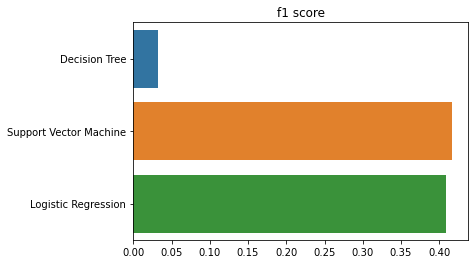 f1 score
Decision Tree
Support Vector Machine
Logistic Regression
0.00 0.05 0.10 0.15 0.20 0.25 0.30 0.35 0.40